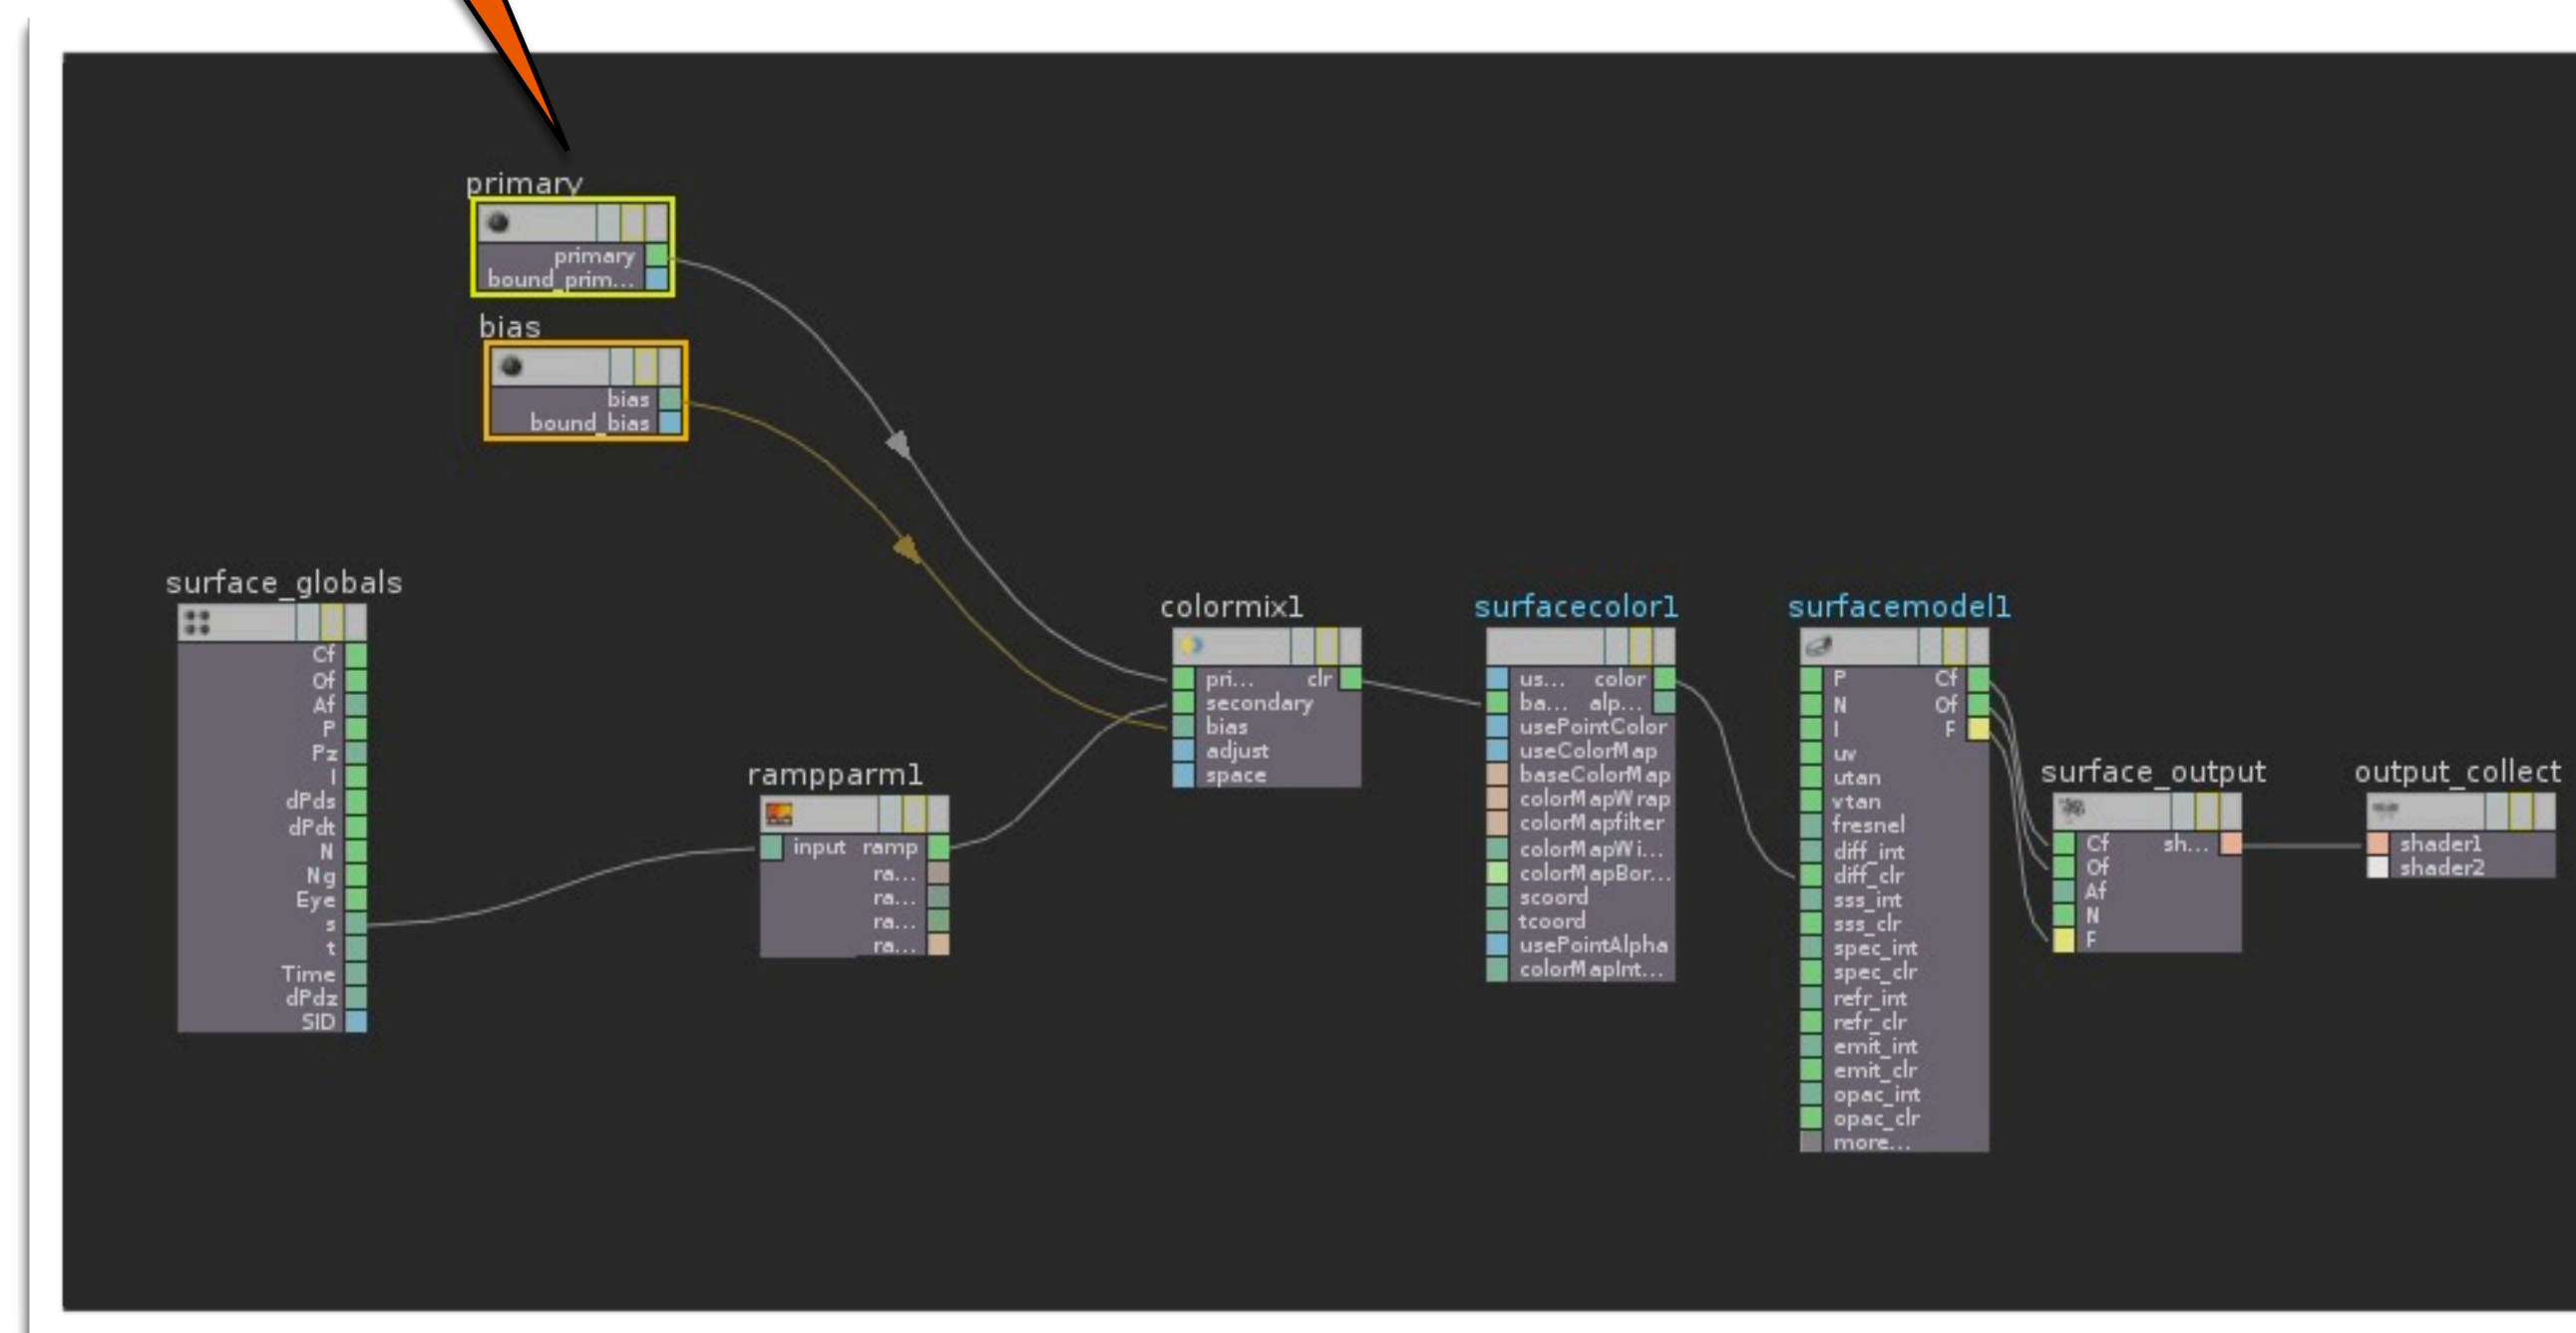 primary
primary
bound_prim...
bias
bias
bound_bias
surface_globals
Cf
Of
Af
P
Pz
I
dPds
dPdt
N
Ng
Eye
s
t
Time
dPdz
SID
rampparm1
input ramp
ra...
ra...
ra...
ra...
colormix1
pri... clr
secondary
bias
adjust
space
surfacecolor1
us... color
ba... alp...
usePointColor
useColorMap
baseColorMap
colorMapWrap
colorMapfilter
colorMapWi...
colorMapBor...
scoord
tcoord
usePointAlpha
colorMapInt...
surfacemodel1
P Cf
N Of
I F
uv
utan
vtan
fresnel
diff_int
diff_clr
sss_int
sss_clr
spec_int
spec_clr
refr_int
refr_clr
emit_int
emit_clr
opac_int
opac_clr
more...
surface_output
Cf sh...
Of
Af
N
F
output_collect
shader1
shader2